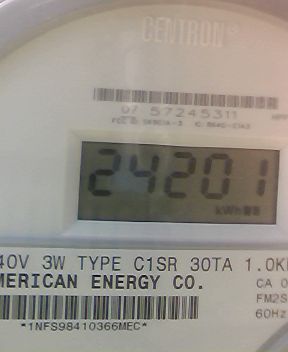 CENTRON®
07 57245311
24201
kWh
40V 3W TYPE C1SR 30TA 1.0K
MERICAN ENERGY CO.
CA 0
FM2S
60Hz
*1NFS98410366MEC*